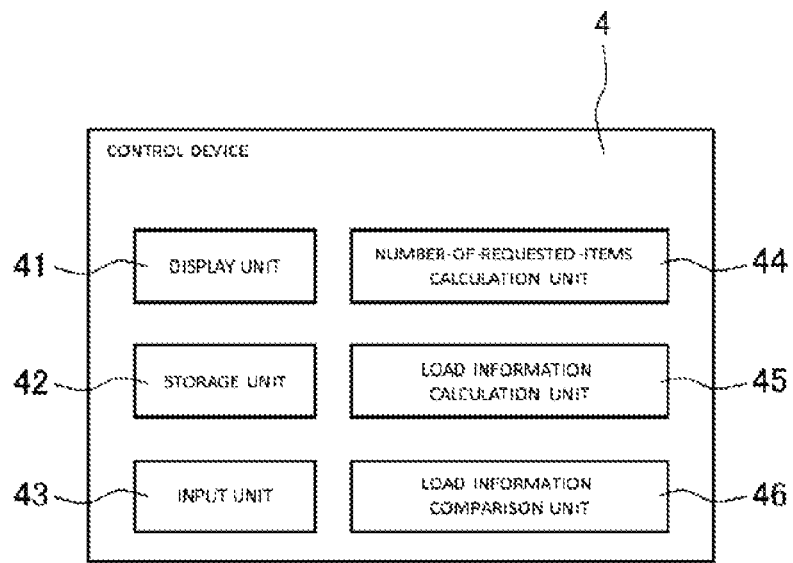 4
CONTROL DEVICE
41
DISPLAY UNIT
NUMBER-OF-REQUESTED-ITEMS
CALCULATION UNIT
44
42
STORAGE UNIT
LOAD INFORMATION
CALCULATION UNIT
45
43
INPUT UNIT
LOAD INFORMATION
COMPARISON UNIT
46